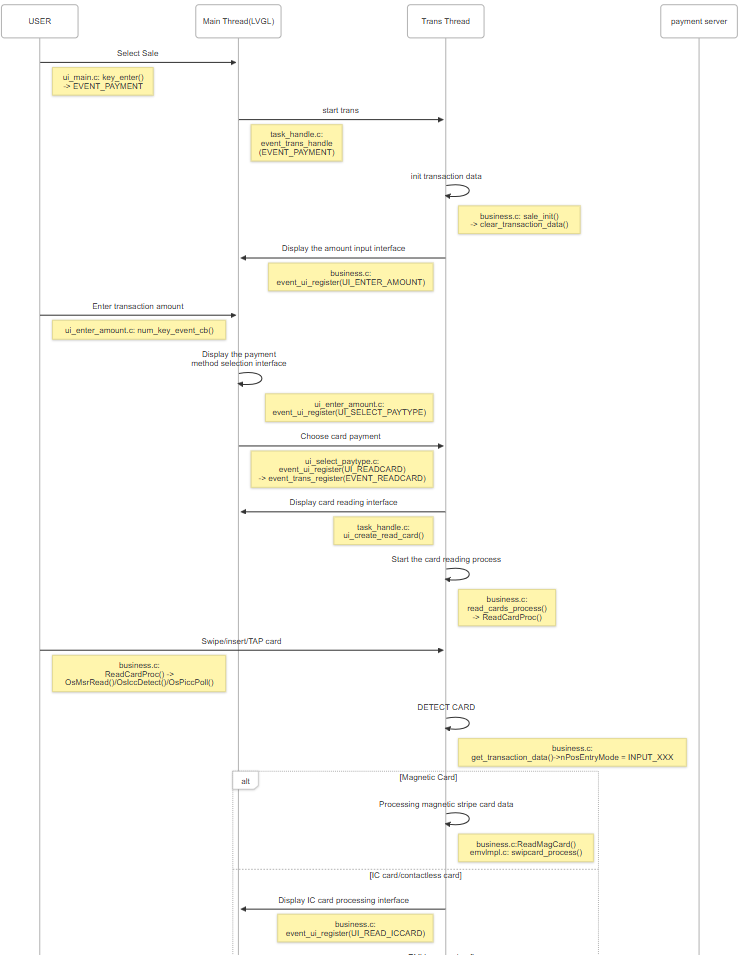 USER
Main Thread(LVGL)
Trans Thread
payment server
Select Sale
ui_main.c: key_enter()
-> EVENT_PAYMENT
start trans
task_handle.c:
event_trans_handle
(EVENT_PAYMENT)
init transaction data
business.c: sale_init()
-> clear_transaction_data()
Display the amount input interface
business.c:
event_ui_register(UI_ENTER_AMOUNT)
Enter transaction amount
ui_enter_amount.c: num_key_event_cb()
Display the payment
method selection interface
ui_enter_amount.c:
event_ui_register(UI_SELECT_PAYTYPE)
Choose card payment
ui_select_paytype.c:
event_ui_register(UI_READCARD)
-> event_trans_register(EVENT_READCARD)
Display card reading interface
task_handle.c:
ui_create_read_card()
Start the card reading process
business.c:
read_cards_process()
-> ReadCardProc()
Swipe/insert/TAP card
business.c:
ReadCardProc() ->
OsMsrRead()/OsIccDetect()/OsPiccPoll()
DETECT CARD
business.c:
get_transaction_data()->nPosEntryMode = INPUT_XXX
alt
[Magnetic Card]
Processing magnetic stripe card data
business.c:ReadMagCard()
emvImpl.c: swipcard_process()
[IC card/contactless card]
Display IC card processing interface
business.c:
event_ui_register(UI_READ_ICCARD)